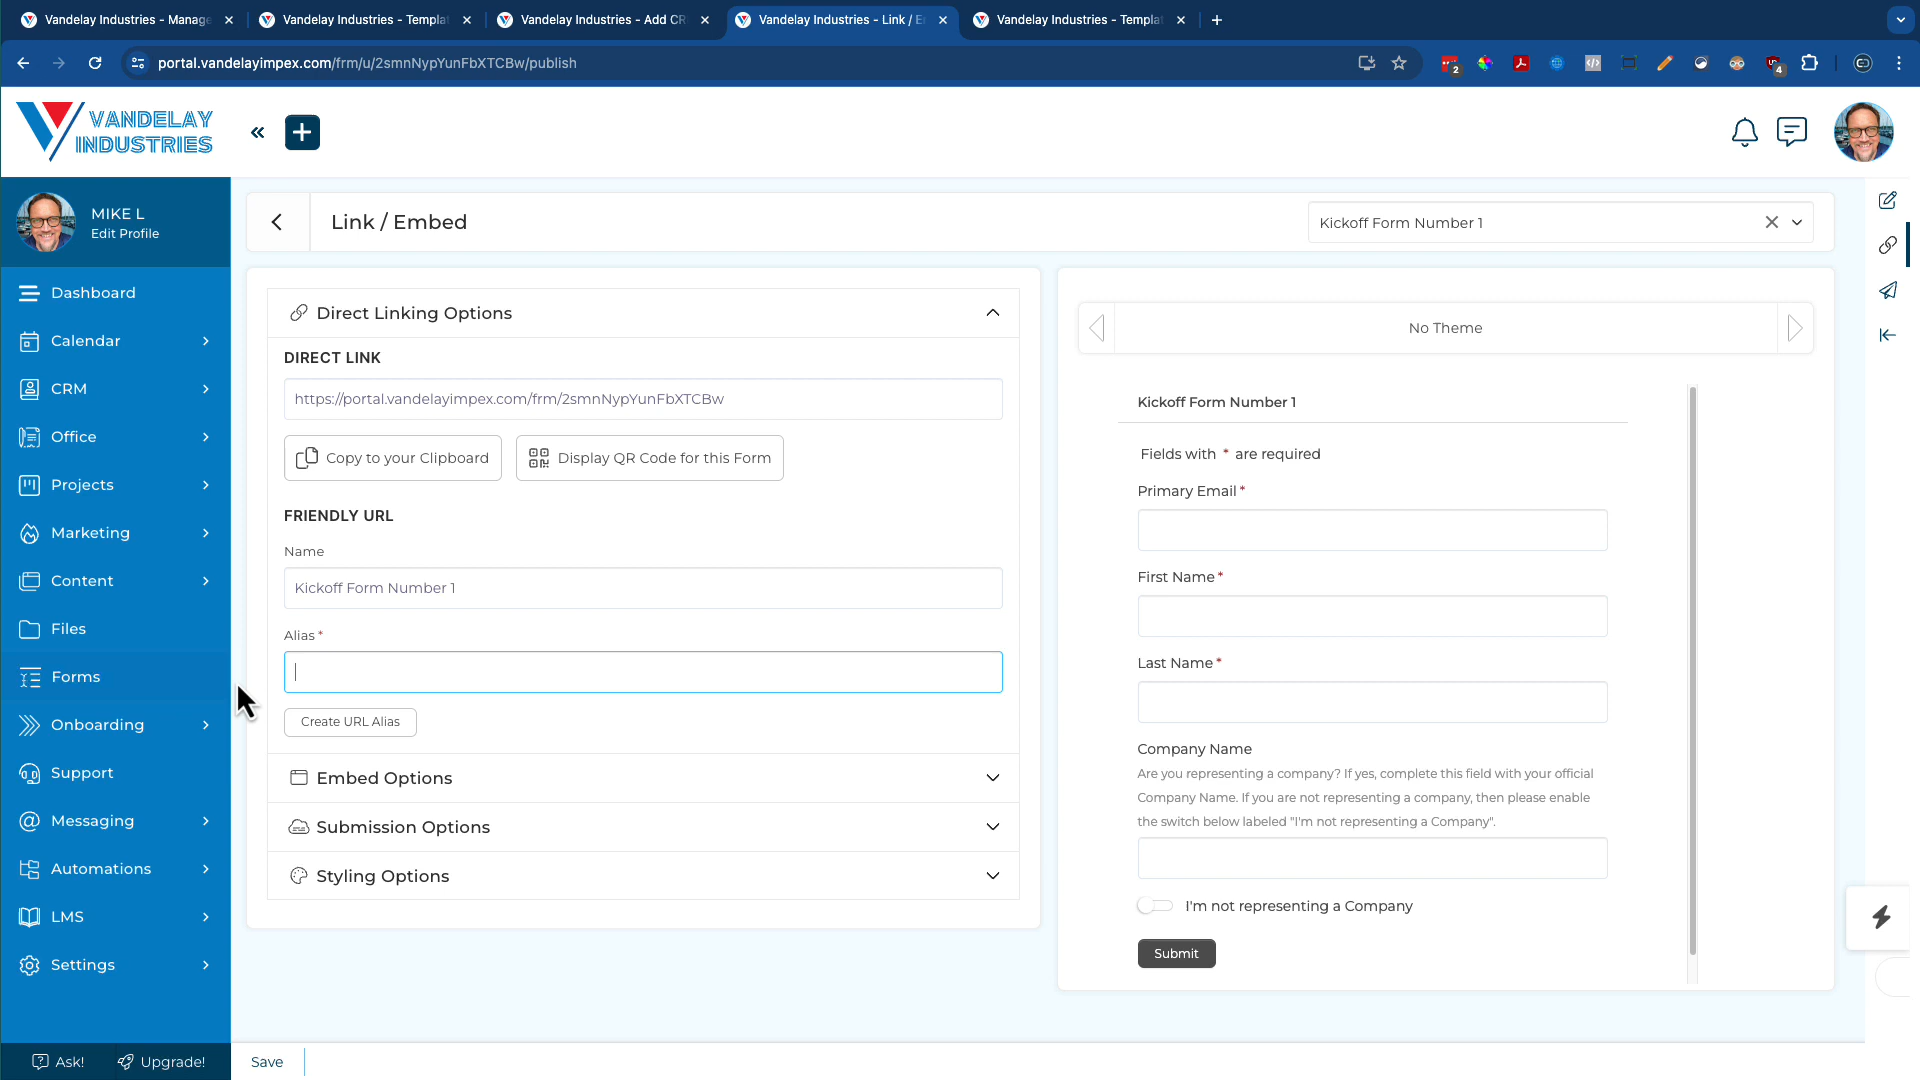 Vandelay Industries - Manage
Vandelay Industries - Templat
Vandelay Industries - Add CR
Vandelay Industries - Link / E
Vandelay Industries - Templat
portal.vandelayimpex.com/frm/u/2smnNypYunFbXTCBw/publish
2
4
VANDELAY
INDUSTRIES
MIKE L
Edit Profile
Dashboard
Calendar
CRM
Office
Projects
Marketing
Content
Files
Forms
Onboarding
Support
Messaging
Automations
LMS
Settings
Ask!
Upgrade!
Link / Embed
Kickoff Form Number 1
Direct Linking Options
DIRECT LINK
https://portal.vandelayimpex.com/frm/2smnNypYunFbXTCBw
Copy to your Clipboard
Display QR Code for this Form
FRIENDLY URL
Name
Kickoff Form Number 1
Alias *
Create URL Alias
Embed Options
Submission Options
Styling Options
Save
No Theme
Kickoff Form Number 1
Fields with * are required
Primary Email *
First Name *
Last Name *
Company Name
Are you representing a company? If yes, complete this field with your official
Company Name. If you are not representing a company, then please enable
the switch below labeled "I'm not representing a Company".
I'm not representing a Company
Submit